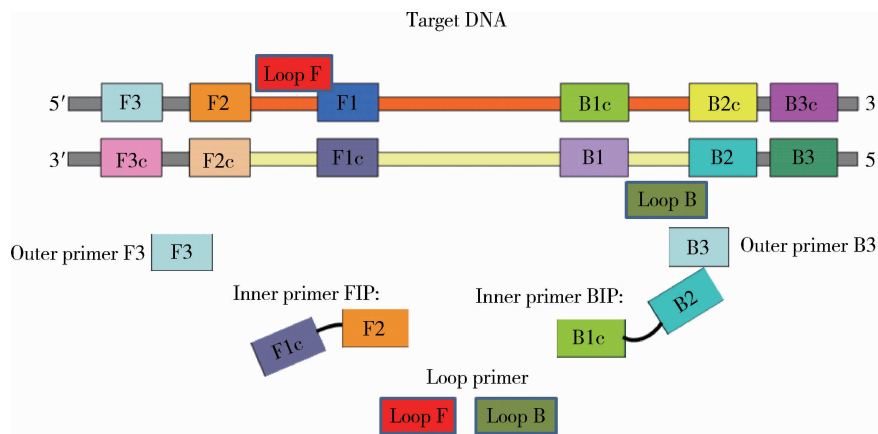 Target DNA
Loop F
5′ F3 F2 F1 B1c B2c B3c 3
3′ F3c F2c F1c B1 B2 B3 5
Loop B
Outer primer F3 F3
B3 Outer primer B3
Inner primer FIP:
F1c F2
Inner primer BIP:
B1c B2
Loop primer
Loop F Loop B